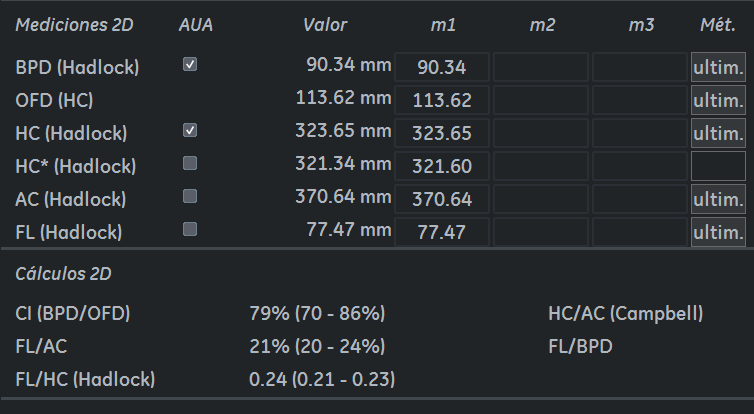 Mediciones 2D AUA Valor m1 m2 m3 Mét.
BPD (Hadlock) 90.34 mm 90.34 ultim.
OFD (HC) 113.62 mm 113.62 ultim.
HC (Hadlock) 323.65 mm 323.65 ultim.
HC* (Hadlock) 321.34 mm 321.60
AC (Hadlock) 370.64 mm 370.64 ultim.
FL (Hadlock) 77.47 mm 77.47 ultim.
Cálculos 2D
CI (BPD/OFD) 79% (70 - 86%) HC/AC (Campbell)
FL/AC 21% (20 - 24%) FL/BPD
FL/HC (Hadlock) 0.24 (0.21 - 0.23)